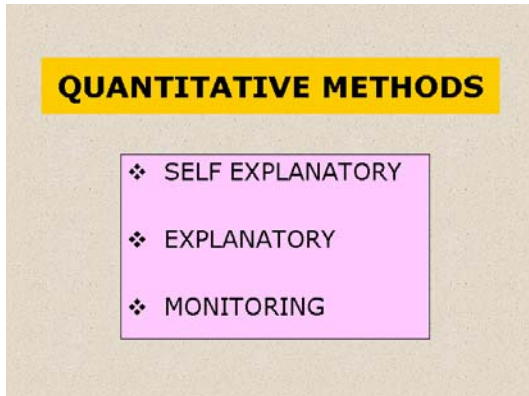 QUANTITATIVE METHODS
❖ SELF EXPLANATORY
❖ EXPLANATORY
❖ MONITORING